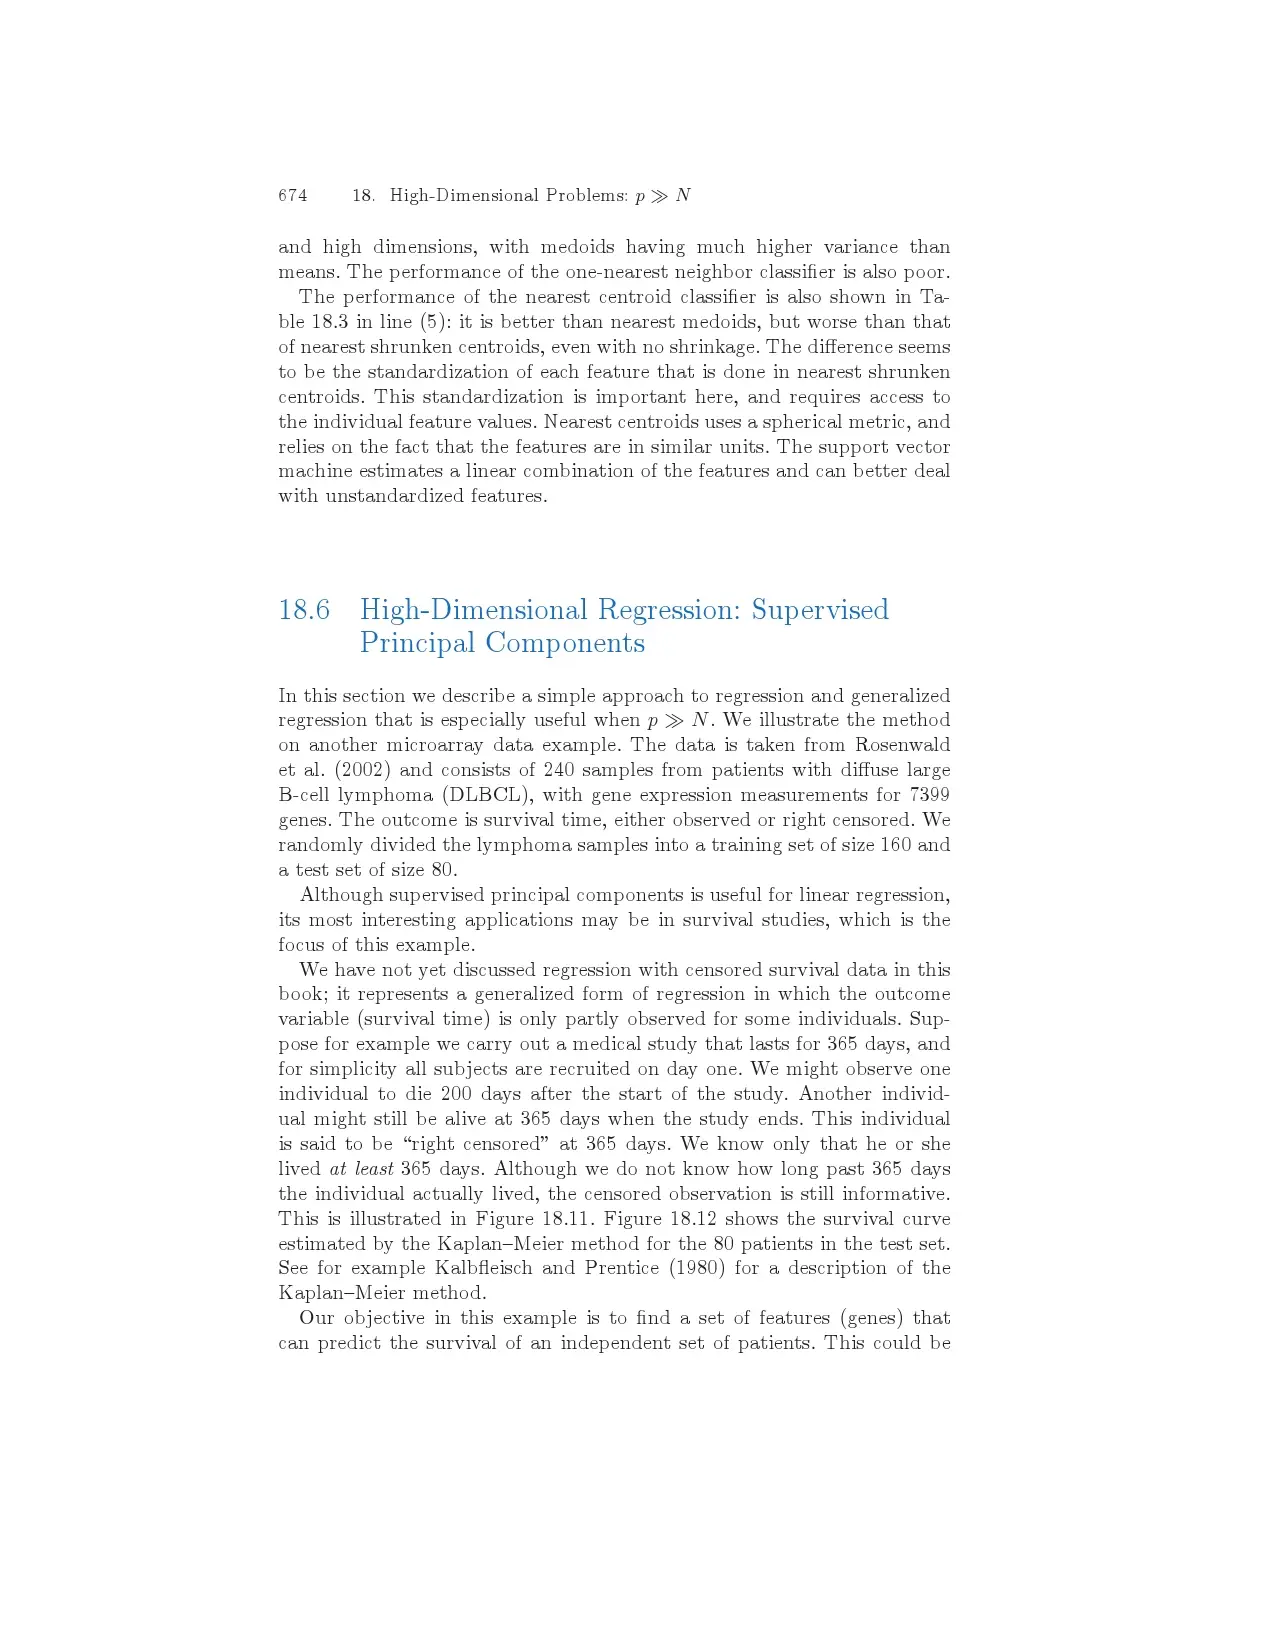 674 18. High-Dimensional Problems: p ≫ N
and high dimensions, with medoids having much higher variance than
means. The performance of the one-nearest neighbor classifier is also poor.
The performance of the nearest centroid classifier is also shown in Ta-
ble 18.3 in line (5): it is better than nearest medoids, but worse than that
of nearest shrunken centroids, even with no shrinkage. The difference seems
to be the standardization of each feature that is done in nearest shrunken
centroids. This standardization is important here, and requires access to
the individual feature values. Nearest centroids uses a spherical metric, and
relies on the fact that the features are in similar units. The support vector
machine estimates a linear combination of the features and can better deal
with unstandardized features.
18.6 High-Dimensional Regression: Supervised
Principal Components
In this section we describe a simple approach to regression and generalized
regression that is especially useful when p ≫ N. We illustrate the method
on another microarray data example. The data is taken from Rosenwald
et al. (2002) and consists of 240 samples from patients with diffuse large
B-cell lymphoma (DLBCL), with gene expression measurements for 7399
genes. The outcome is survival time, either observed or right censored. We
randomly divided the lymphoma samples into a training set of size 160 and
a test set of size 80.
Although supervised principal components is useful for linear regression,
its most interesting applications may be in survival studies, which is the
focus of this example.
We have not yet discussed regression with censored survival data in this
book; it represents a generalized form of regression in which the outcome
variable (survival time) is only partly observed for some individuals. Sup-
pose for example we carry out a medical study that lasts for 365 days, and
for simplicity all subjects are recruited on day one. We might observe one
individual to die 200 days after the start of the study. Another individ-
ual might still be alive at 365 days when the study ends. This individual
is said to be “right censored” at 365 days. We know only that he or she
lived at least 365 days. Although we do not know how long past 365 days
the individual actually lived, the censored observation is still informative.
This is illustrated in Figure 18.11. Figure 18.12 shows the survival curve
estimated by the Kaplan–Meier method for the 80 patients in the test set.
See for example Kalbfleisch and Prentice (1980) for a description of the
Kaplan–Meier method.
Our objective in this example is to find a set of features (genes) that
can predict the survival of an independent set of patients. This could be